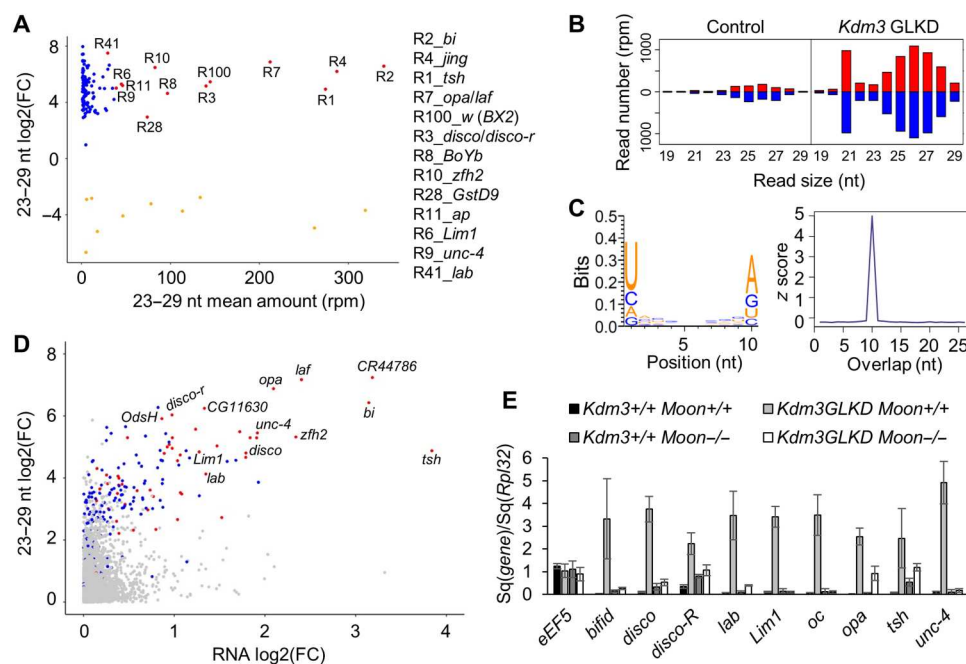 A
23–29 nt log2(FC)
8
4
0
−4
0
100
200
300
23–29 nt mean amount (rpm)
R41
R10
R6
R11
R9
R8
R28
R100
R3
R7
R4
R1
R2
R2_bi
R4_jing
R1_tsh
R7_opa/laf
R100_w (BX2)
R3_disco/disco-r
R8_BoYb
R10_zfh2
R28_GstD9
R11_ap
R6_Lim1
R9_unc-4
R41_lab
B
Control
Kdm3 GLKD
Read number (rpm)
1000
0
1000
19 21 23 25 27 29 19 21 23 25 27 29
Read size (nt)
C
Bits
0.5
0.4
0.3
0.2
0.1
0.0
U
C
A
G
A
G
U
C
1
5
10
Position (nt)
z score
5
4
3
2
1
0
0 5 10 15 20 25
Overlap (nt)
D
23–29 nt log2(FC)
8
6
4
2
0
0 1 2 3 4
RNA log2(FC)
OdsH
disco-r
CG11630
opa
laf
CR44786
bi
unc-4
zfh2
disco
Lim1
lab
tsh
E
Kdm3+/+ Moon+/+
Kdm3GLKD Moon+/+
Kdm3+/+ Moon−/−
Kdm3GLKD Moon−/−
Sq(gene)/Sq(Rpl32)
6
5
4
3
2
1
0
eEF5
bifid
disco
disco-R
lab
Lim1
oc
opa
tsh
unc-4